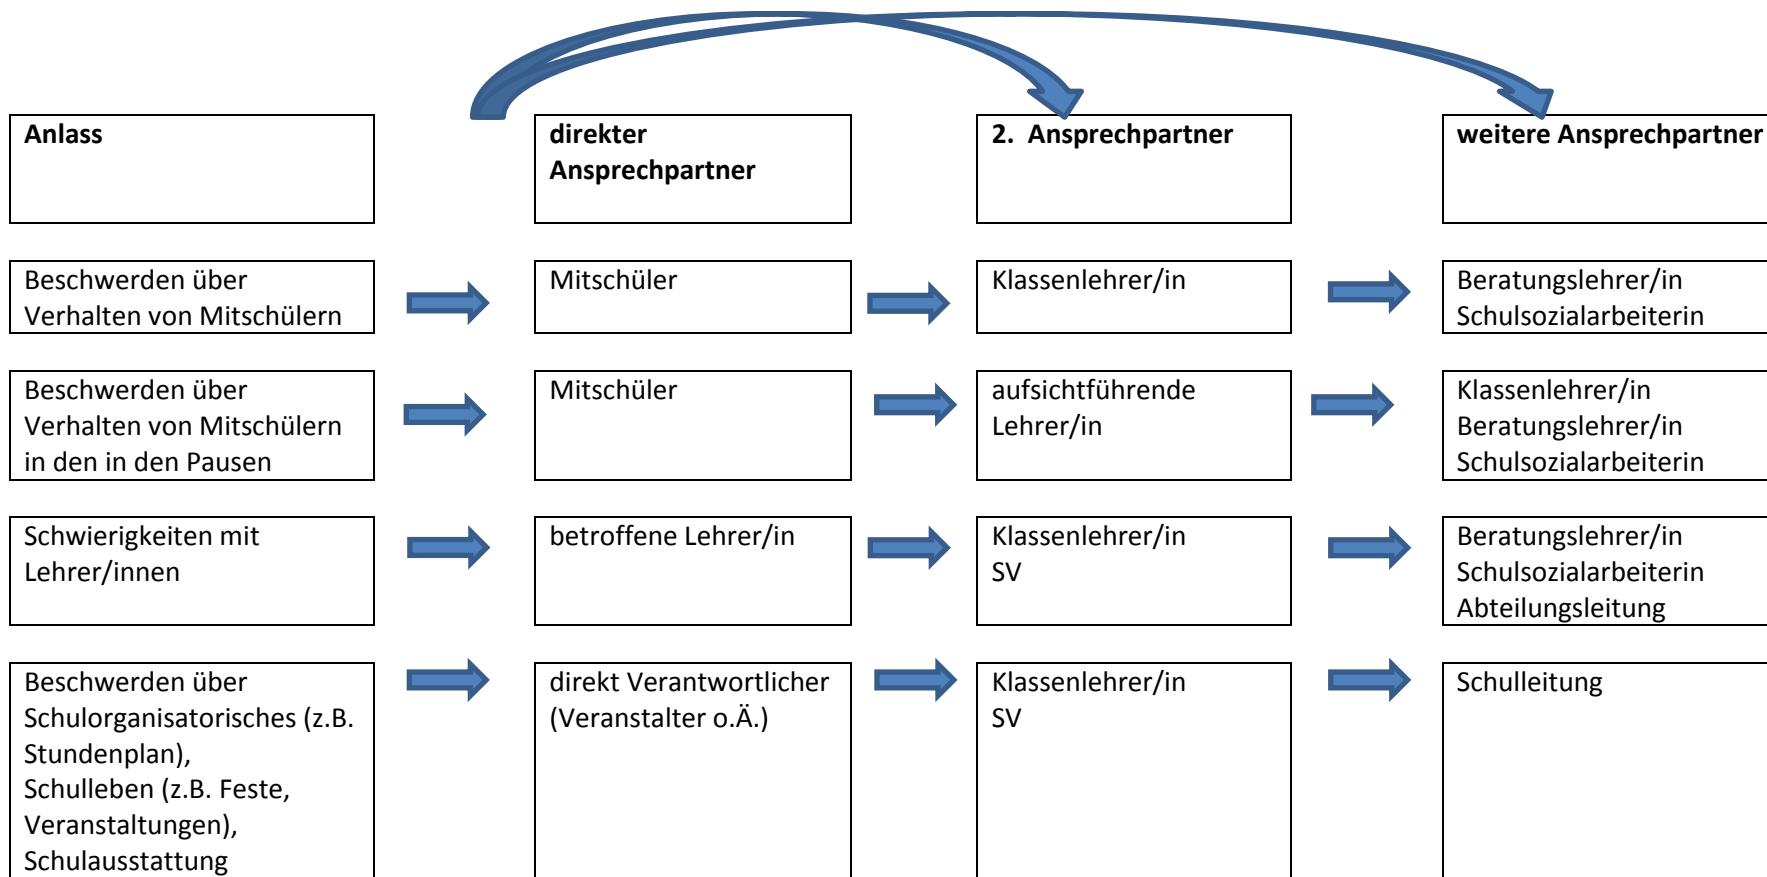 Anlass
direkter
Ansprechpartner
2. Ansprechpartner
weitere Ansprechpartner
Beschwerden über
Verhalten von Mitschülern
Mitschüler
Klassenlehrer/in
Beratungslehrer/in
Schulsozialarbeiterin
Beschwerden über
Verhalten von Mitschülern
in den in den Pausen
Mitschüler
aufsichtführende
Lehrer/in
Klassenlehrer/in
Beratungslehrer/in
Schulsozialarbeiterin
Schwierigkeiten mit
Lehrer/innen
betroffene Lehrer/in
Klassenlehrer/in
SV
Beratungslehrer/in
Schulsozialarbeiterin
Abteilungsleitung
Beschwerden über
Schulorganisatorisches (z.B.
Stundenplan),
Schulleben (z.B. Feste,
Veranstaltungen),
Schulausstattung
direkt Verantwortlicher
(Veranstalter o.Ä.)
Klassenlehrer/in
SV
Schulleitung